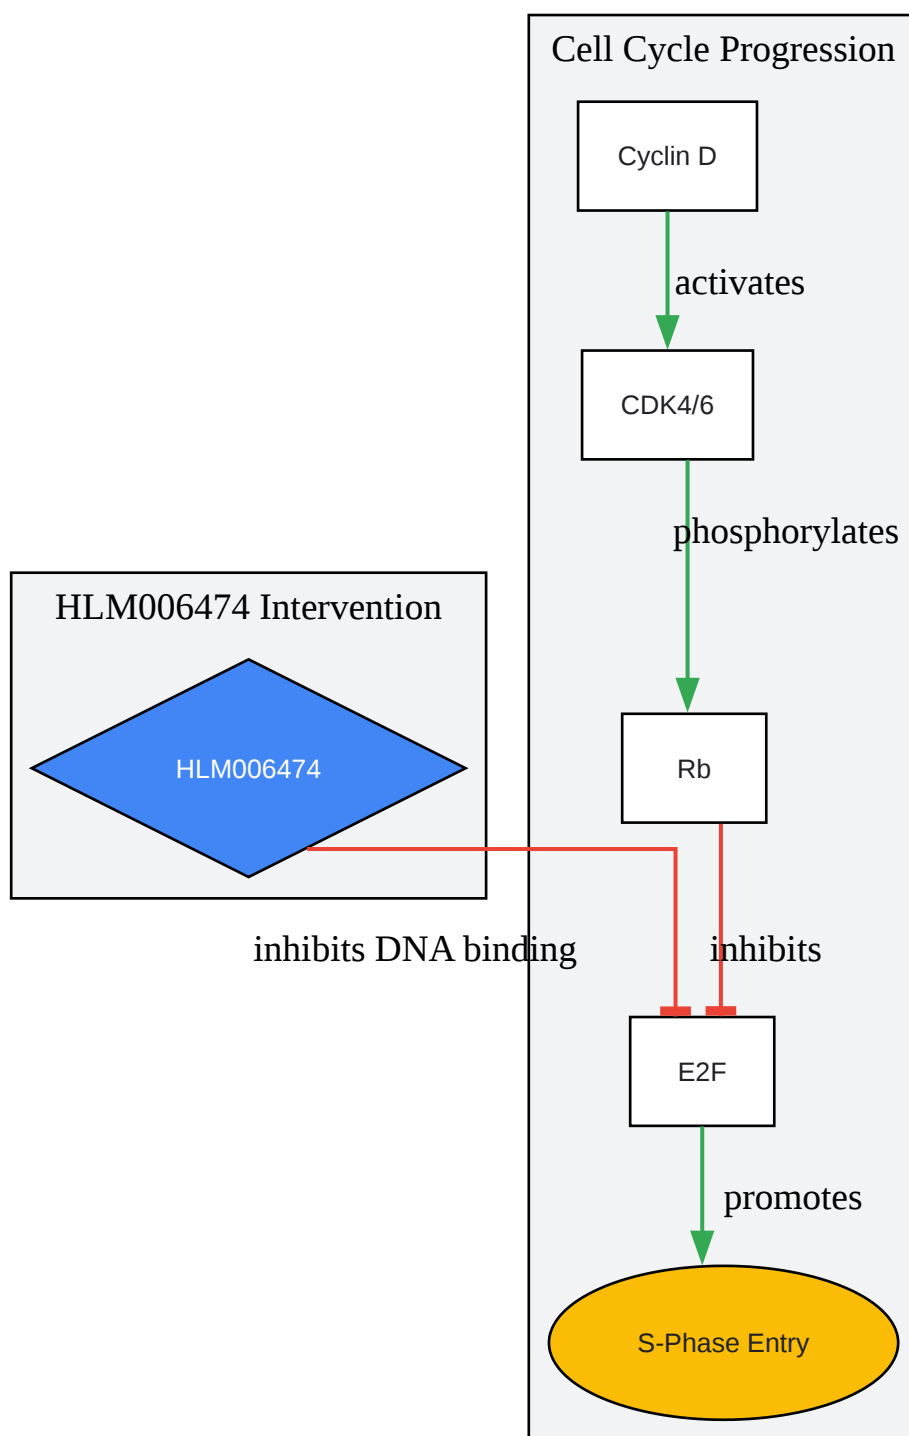 Cell Cycle Progression
Cyclin D
activates
CDK4/6
phosphorylates
HLM006474 Intervention
HLM006474
Rb
inhibits DNA binding
inhibits
E2F
promotes
S-Phase Entry